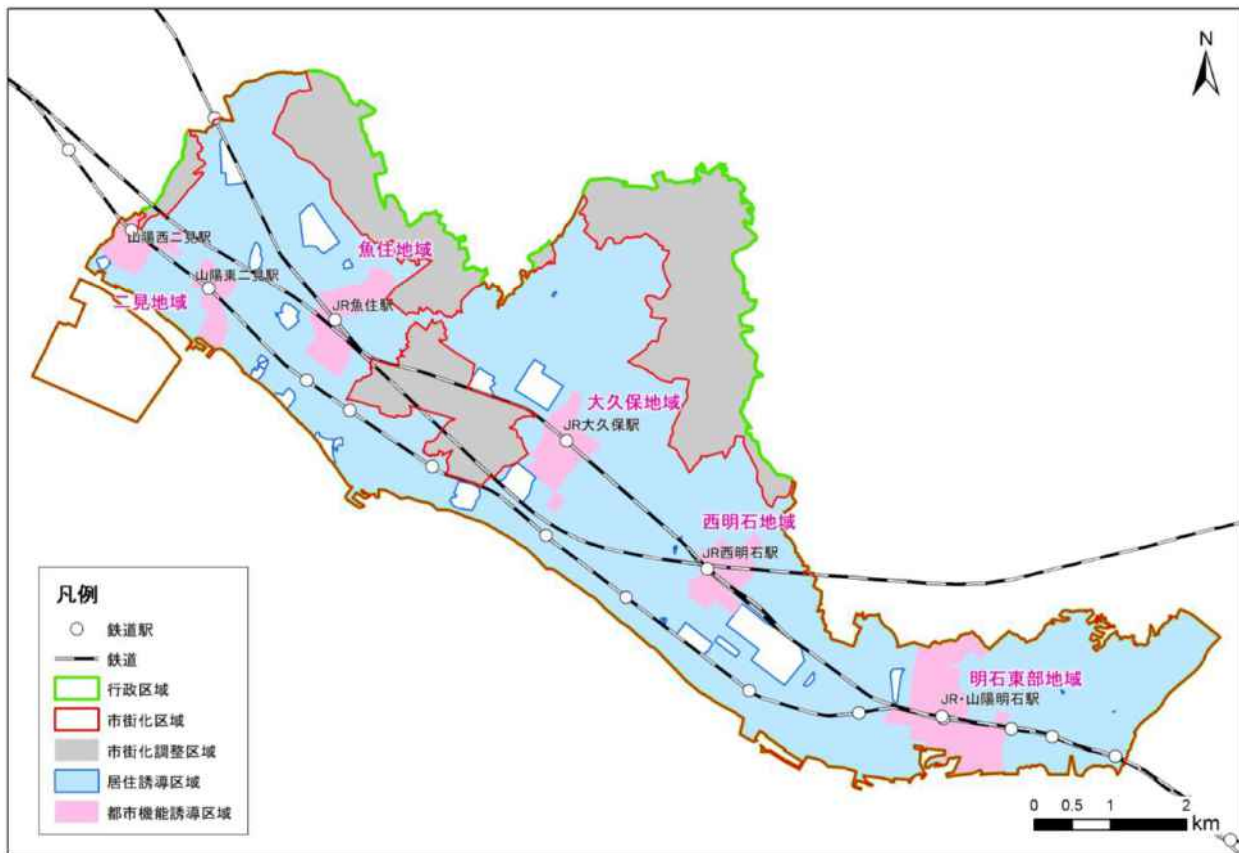 N
山陽西二見駅
魚住地域
山陽東二見駅
二見地域
JR魚住駅
大久保地域
JR大久保駅
西明石地域
JR西明石駅
明石東部地域
JR・山陽明石駅
凡例
鉄道駅
鉄道
行政区域
市街化区域
市街化調整区域
居住誘導区域
都市機能誘導区域
0 0.5 1 2
km